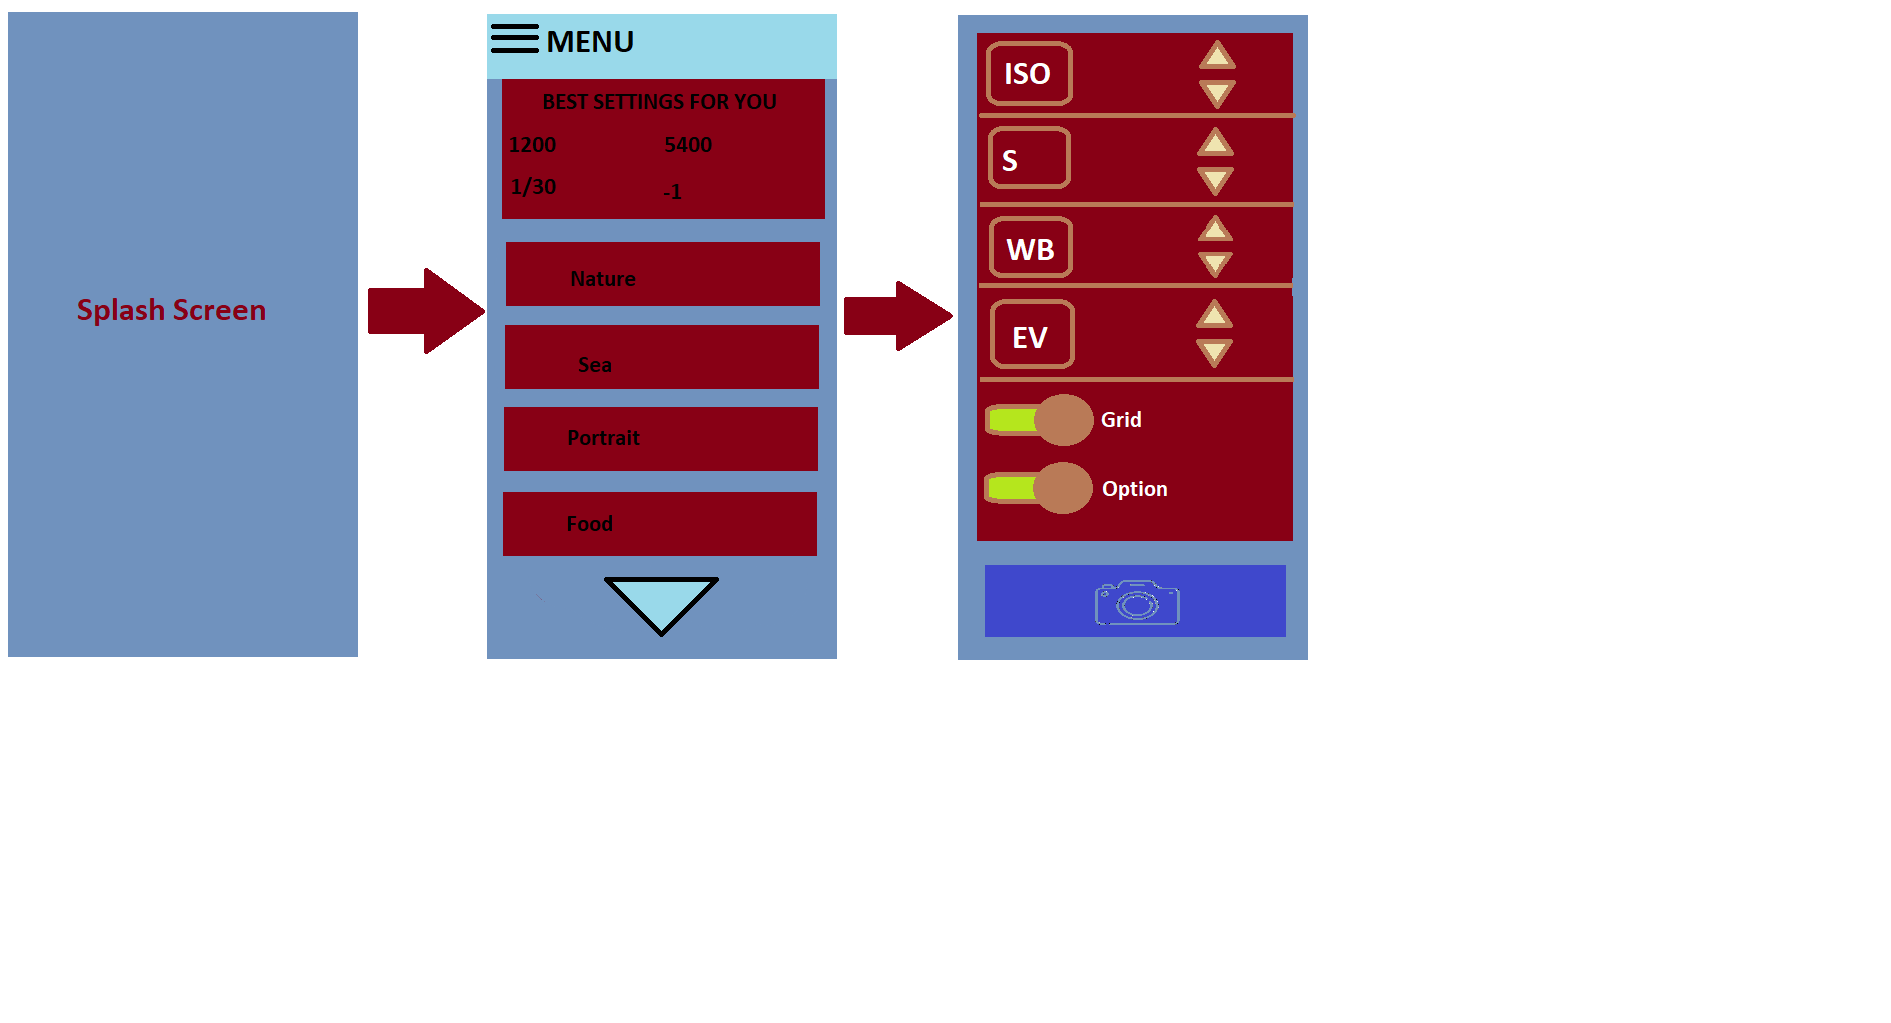 Splash Screen
MENU
BEST SETTINGS FOR YOU
1200 5400
1/30 -1
Nature
Sea
Portrait
Food
ISO
S
WB
EV
Grid
Option